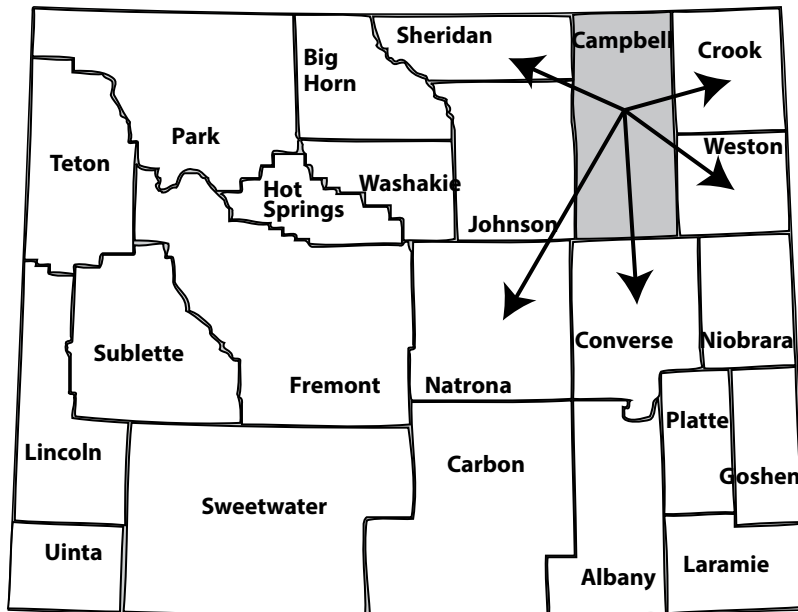 Sheridan
Campbell
Crook
Big
Horn
Park
Teton
Weston
Washakie
Hot
Springs
Johnson
Sublette
Fremont
Natrona
Converse
Niobrara
Platte
Lincoln
Carbon
Goshen
Sweetwater
Uinta
Albany
Laramie